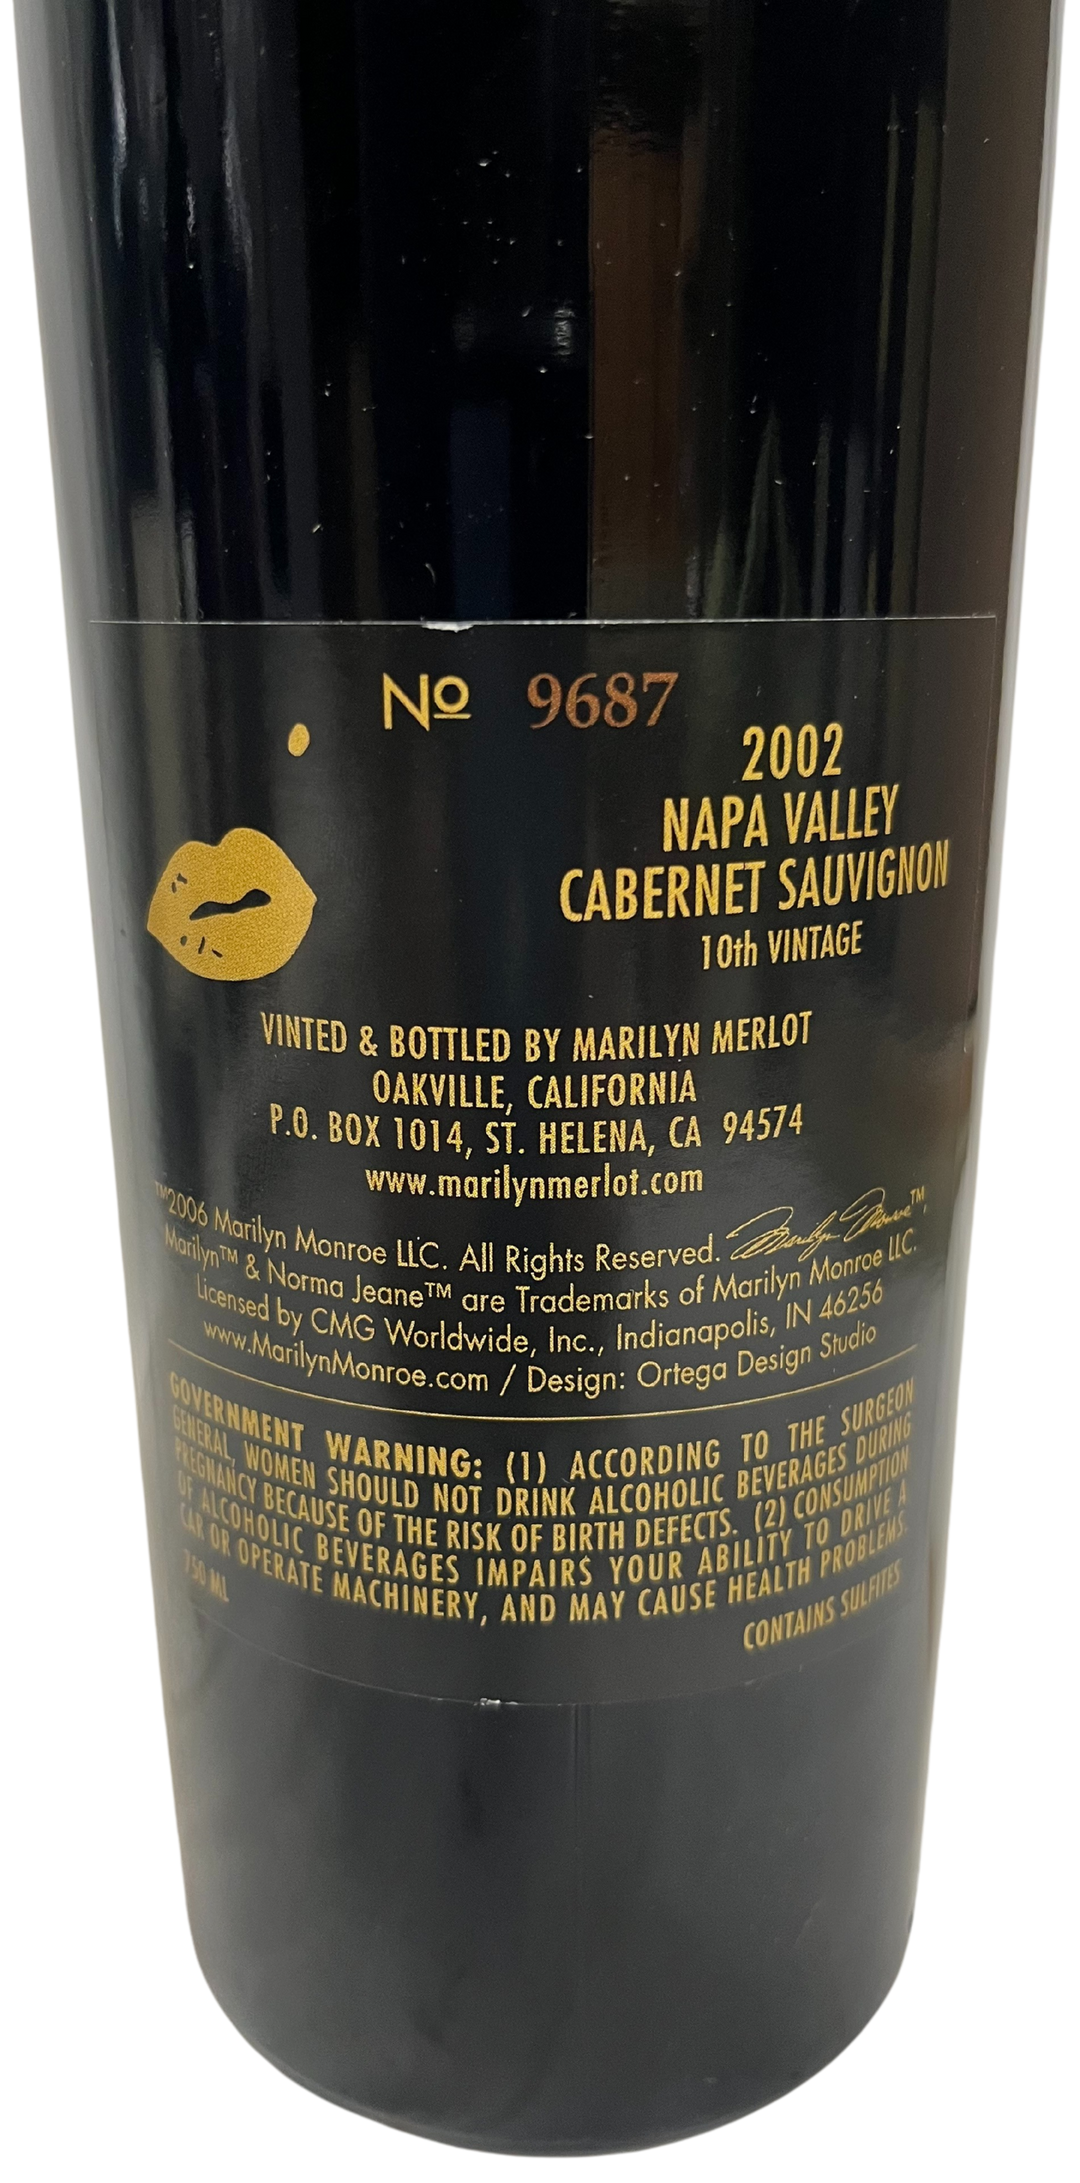 Nº 9687
2002
NAPA VALLEY
CABERNET SAUVIGNON
10th VINTAGE
VINTED & BOTTLED BY MARILYN MERLOT
OAKVILLE, CALIFORNIA
P.O. BOX 1014, ST. HELENA, CA 94574
www.marilynmerlot.com
™2006 Marilyn Monroe LLC. All Rights Reserved. Marilyn Monroe™,
Marilyn™ & Norma Jeane™ are Trademarks of Marilyn Monroe LLC.
Licensed by CMG Worldwide, Inc., Indianapolis, IN 46256
www.MarilynMonroe.com / Design: Ortega Design Studio
GOVERNMENT WARNING: (1) ACCORDING TO THE SURGEON
GENERAL, WOMEN SHOULD NOT DRINK ALCOHOLIC BEVERAGES DURING
PREGNANCY BECAUSE OF THE RISK OF BIRTH DEFECTS. (2) CONSUMPTION
OF ALCOHOLIC BEVERAGES IMPAIRS YOUR ABILITY TO DRIVE A
CAR OR OPERATE MACHINERY, AND MAY CAUSE HEALTH PROBLEMS.
750 ML
CONTAINS SULFITES